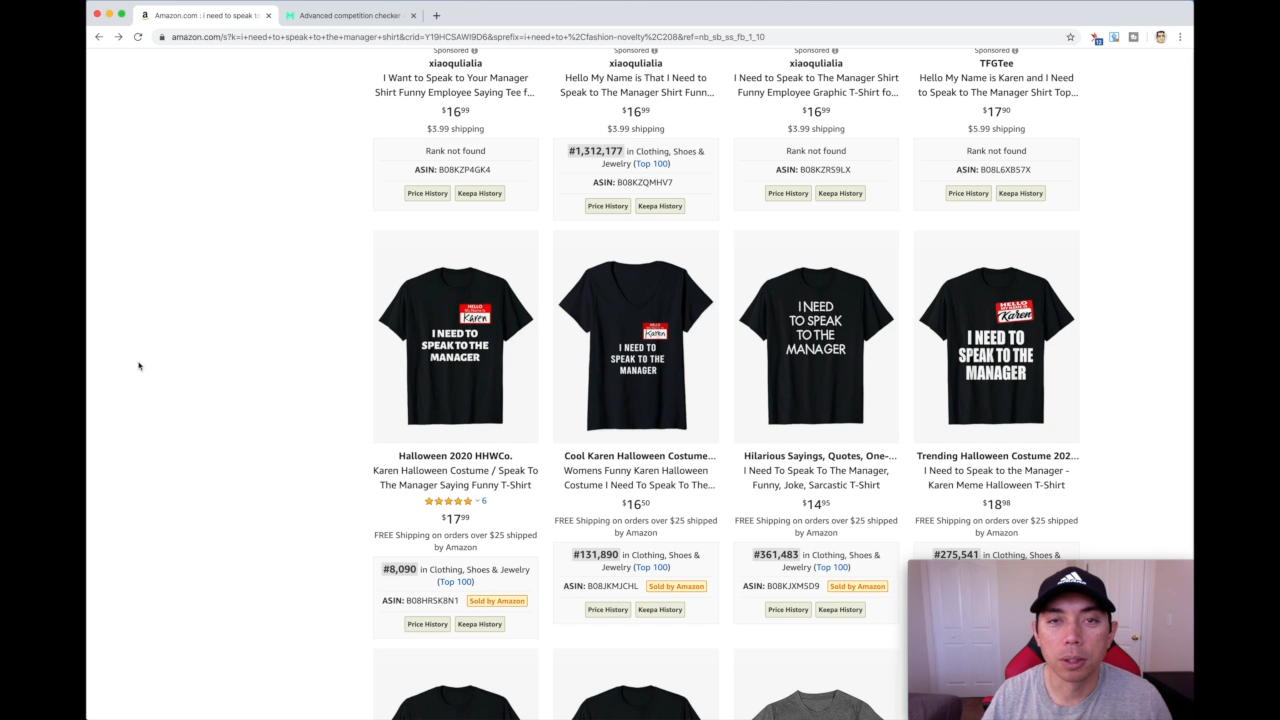 Amazon.com : i need to speak to
Advanced competition checker
amazon.com/s?k=i+need+to+speak+to+the+manager+shirt&crid=Y19HCSAWI9D6&sprefix=i+need+to+%2Cfashion-novelty%2C208&ref=nb_sb_ss_fb_1_10
12
Sponsored
Sponsored
Sponsored
Sponsored
xiaoqulialia
I Want to Speak to Your Manager
Shirt Funny Employee Saying Tee f...
$16.99
$3.99 shipping
Rank not found
ASIN: B08KZP4GK4
Price History Keepa History
xiaoqulialia
Hello My Name is That I Need to
Speak to The Manager Shirt Funn...
$16.99
$3.99 shipping
#1,312,177 in Clothing, Shoes &
Jewelry (Top 100)
ASIN: B08KZQMHV7
Price History Keepa History
xiaoqulialia
I Need to Speak to The Manager Shirt
Funny Employee Graphic T-Shirt fo...
$16.99
$3.99 shipping
Rank not found
ASIN: B08KZRS9LX
Price History Keepa History
TFGTee
Hello My Name is Karen and I Need
to Speak to The Manager Shirt Top...
$17.90
$5.99 shipping
Rank not found
ASIN: B08L6XB57X
Price History Keepa History
HELLO
My Name is
Karen
I NEED TO
SPEAK TO THE
MANAGER
Halloween 2020 HHWCo.
Karen Halloween Costume / Speak To
The Manager Saying Funny T-Shirt
6
$17.99
FREE Shipping on orders over $25 shipped
by Amazon
#8,090 in Clothing, Shoes & Jewelry
(Top 100)
ASIN: B08HRSK8N1 Sold by Amazon
Price History Keepa History
HELLO
Karen
I NEED TO
SPEAK TO THE
MANAGER
Cool Karen Halloween Costume...
Womens Funny Karen Halloween
Costume I Need To Speak To The...
$16.50
FREE Shipping on orders over $25 shipped
by Amazon
#131,890 in Clothing, Shoes &
Jewelry (Top 100)
ASIN: B08JKMJCHL Sold by Amazon
Price History Keepa History
I NEED
TO SPEAK
TO THE
MANAGER
Hilarious Sayings, Quotes, One-...
I Need To Speak To The Manager,
Funny, Joke, Sarcastic T-Shirt
$14.95
FREE Shipping on orders over $25 shipped
by Amazon
#361,483 in Clothing, Shoes &
Jewelry (Top 100)
ASIN: B08KJXMSD9 Sold by Amazon
Price History Keepa History
HELLO
Karen
I NEED TO
SPEAK TO THE
MANAGER
Trending Halloween Costume 202...
I Need to Speak to the Manager -
Karen Meme Halloween T-Shirt
$18.98
FREE Shipping on orders over $25 shipped
by Amazon
#275,541 in Clothing, Shoes &
adidas